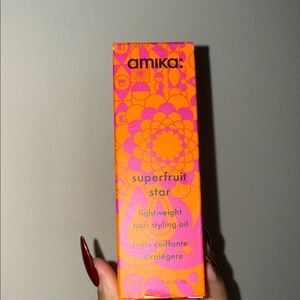 amika:
superfruit
star
lightweight
hair styling oil
huile coiffante
ultralégère